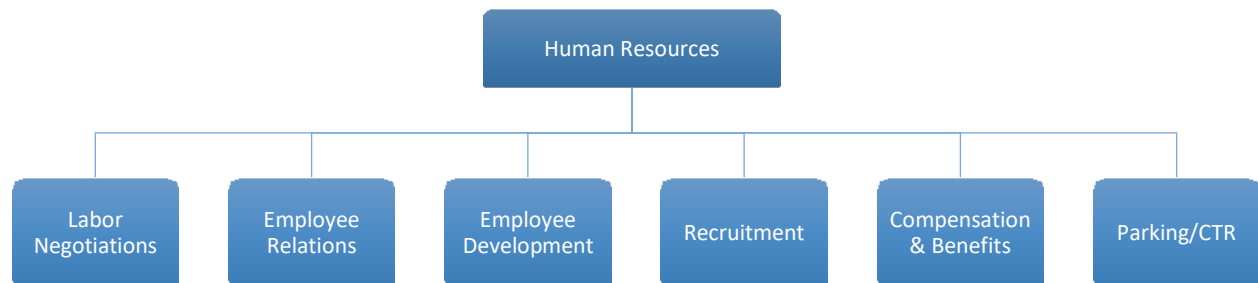 Human Resources
Labor
Negotiations
Employee
Relations
Employee
Development
Recruitment
Compensation
& Benefits
Parking/CTR